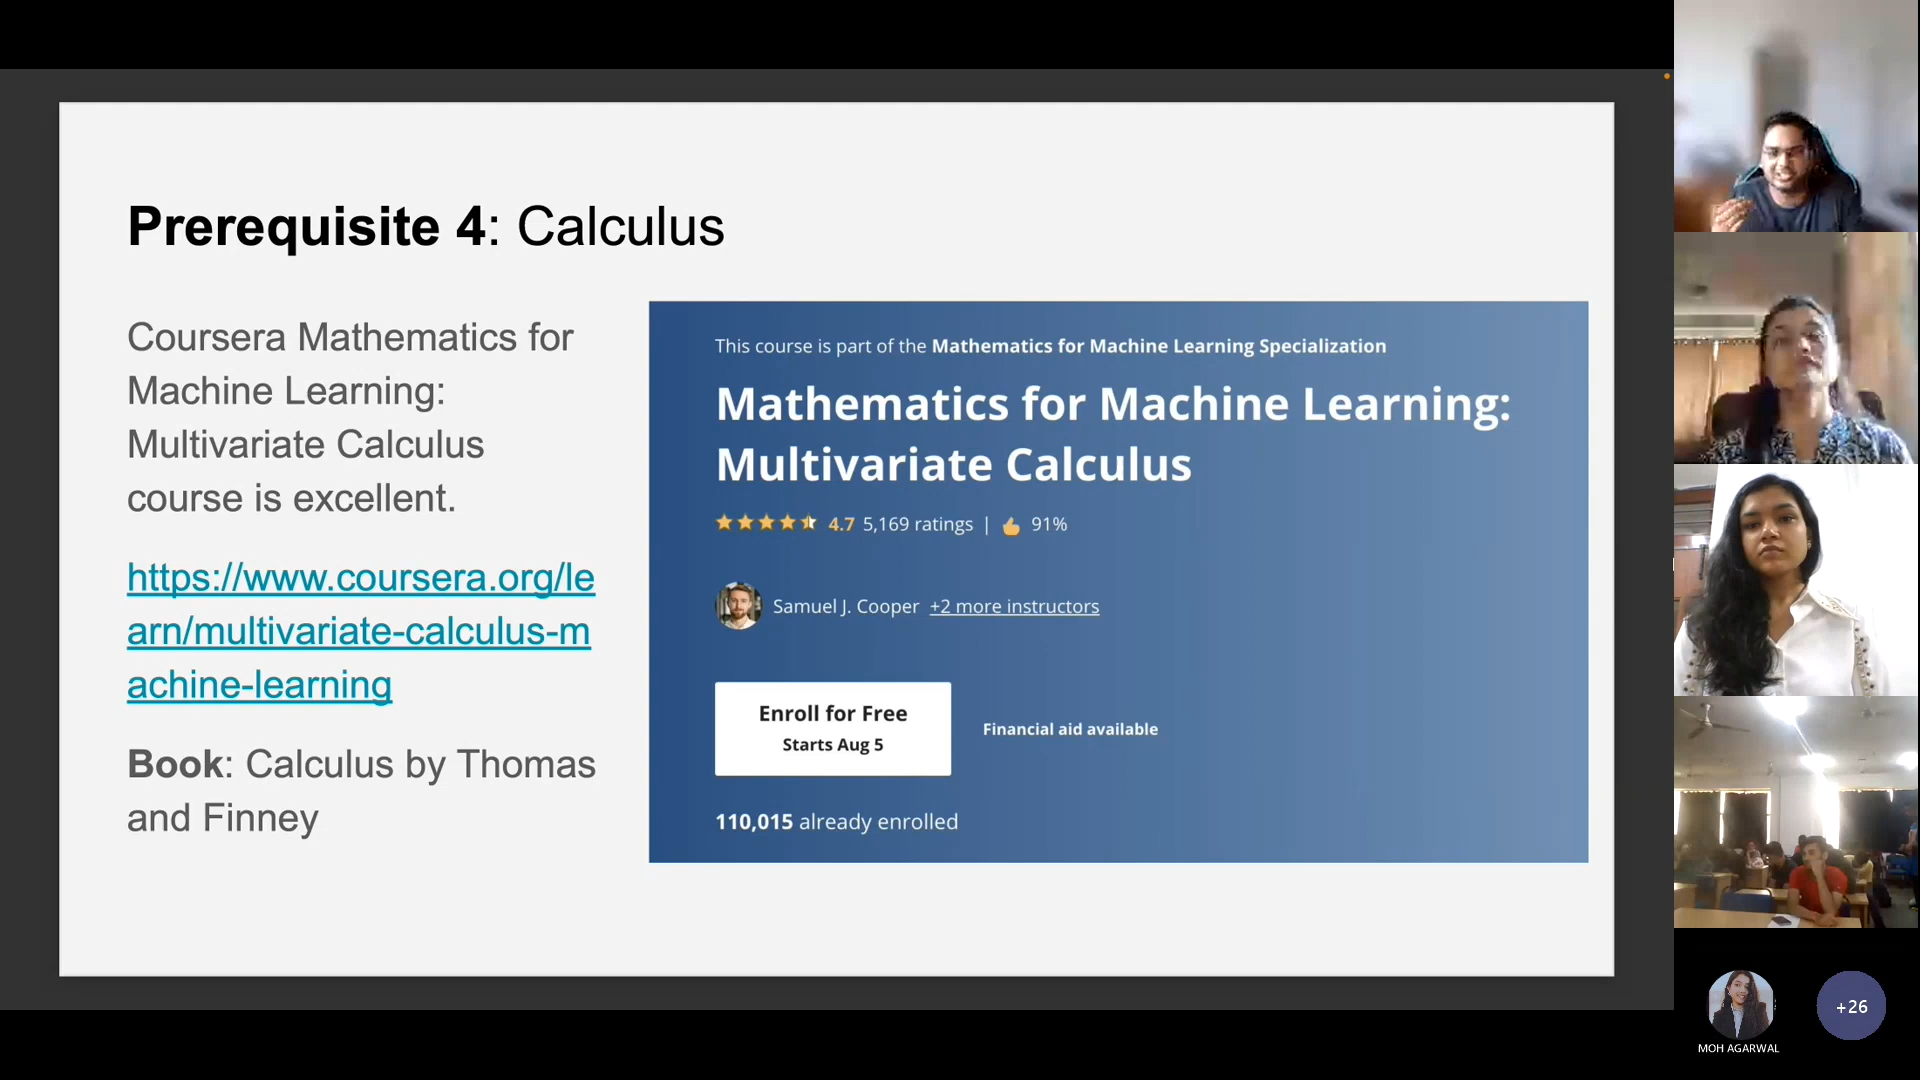 Prerequisite 4: Calculus
Coursera Mathematics for
Machine Learning:
Multivariate Calculus
course is excellent.
https://www.coursera.org/le
arn/multivariate-calculus-m
achine-learning
Book: Calculus by Thomas
and Finney
This course is part of the Mathematics for Machine Learning Specialization
Mathematics for Machine Learning:
Multivariate Calculus
4.7 5,169 ratings | 91%
Samuel J. Cooper +2 more instructors
Enroll for Free
Starts Aug 5
Financial aid available
110,015 already enrolled
+26
MOH AGARWAL